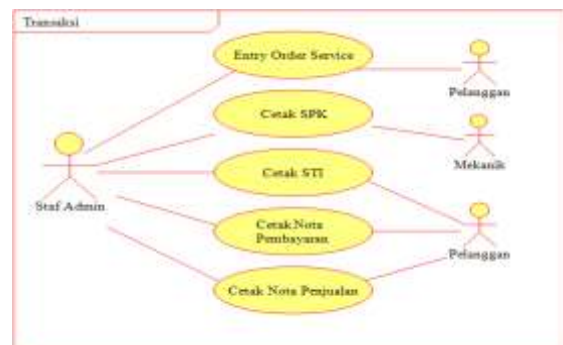 Transaksi
Entry Order Service
Pelanggan
Cetak SPK
Mekanik
Cetak STI
Staf Admin
Cetak Nota
Pembayaran
Pelanggan
Cetak Nota Penjualan